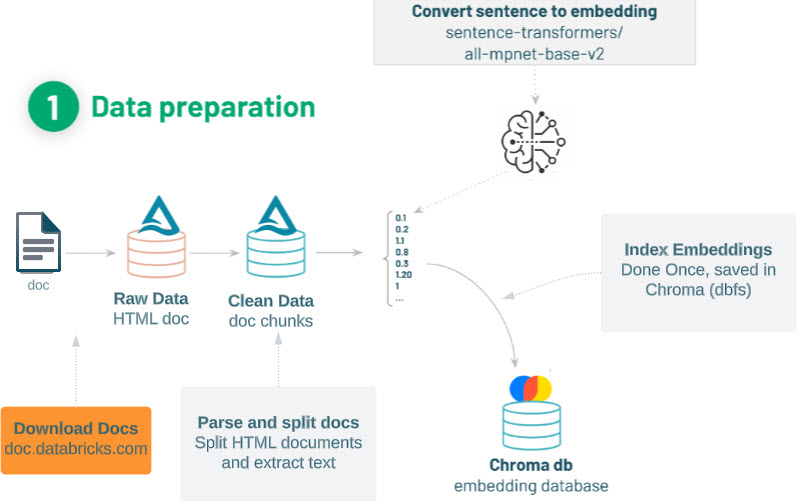 Convert sentence to embedding
sentence-transformers/
all-mpnet-base-v2
1 Data preparation
doc
Raw Data
HTML doc
Clean Data
doc chunks
0.1
0.2
1.1
0.8
0.3
1.20
1
...
Index Embeddings
Done Once, saved in
Chroma (dbfs)
Download Docs
doc.databricks.com
Parse and split docs
Split HTML documents
and extract text
Chroma db
embedding database